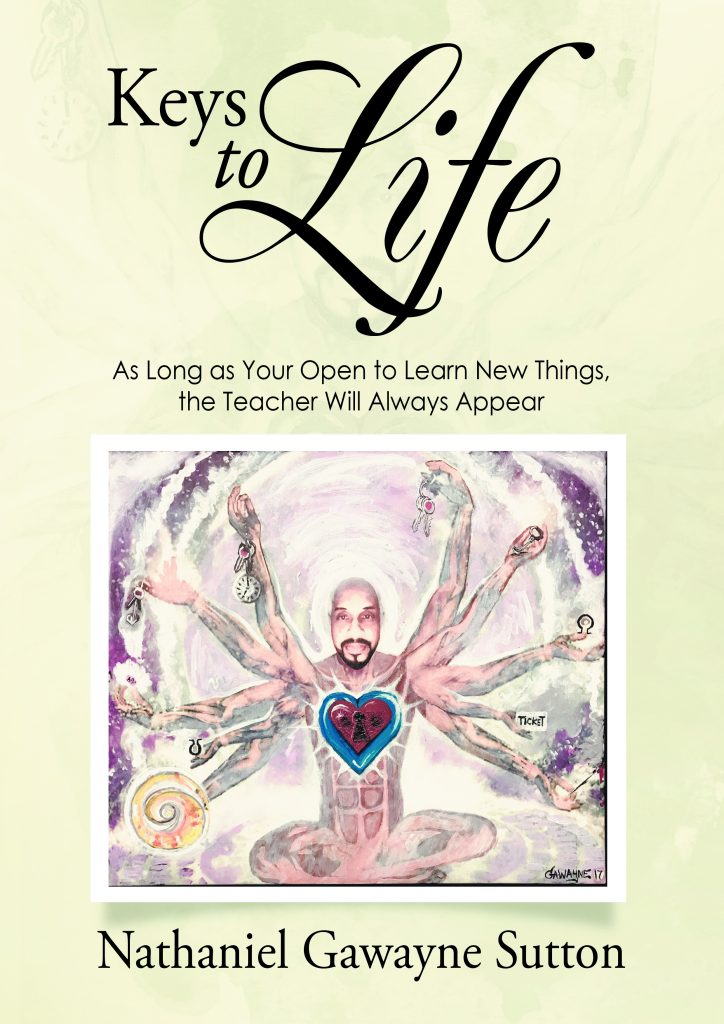 Keys
to Life
As Long as Your Open to Learn New Things,
the Teacher Will Always Appear
TICKET
GAWAYNE 17
Nathaniel Gawayne Sutton